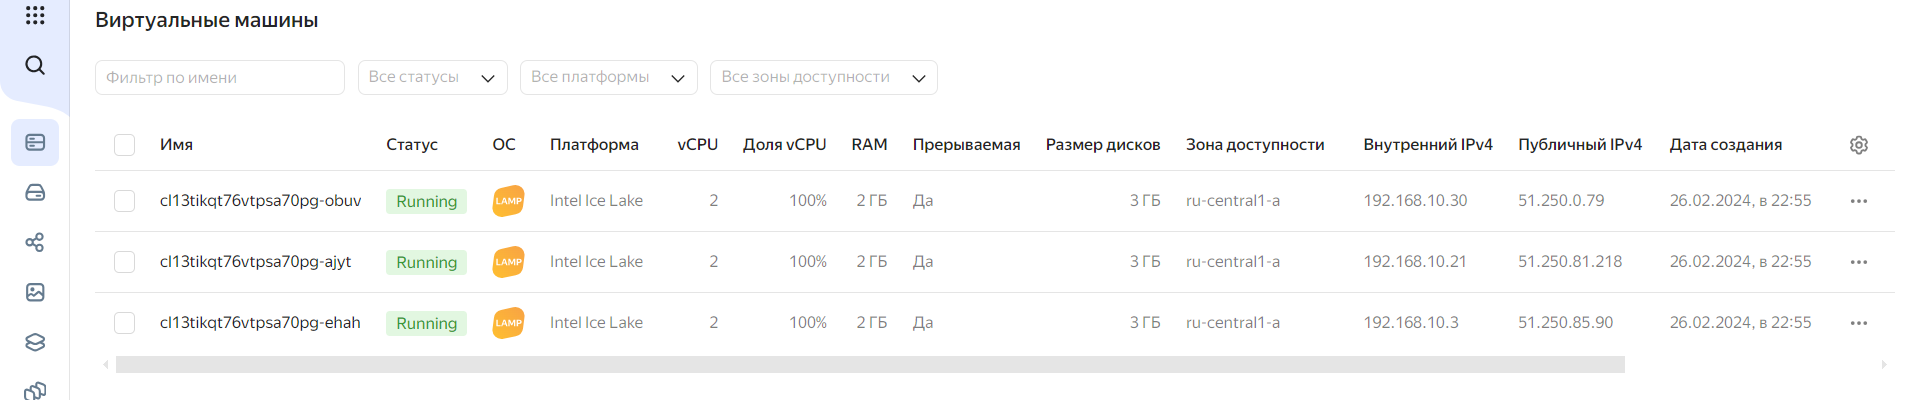 Виртуальные машины
Фильтр по имени Все статусы Все платформы Все зоны доступности
Имя Статус ОС Платформа vCPU Доля vCPU RAM Прерываемая Размер дисков Зона доступности Внутренний IPv4 Публичный IPv4 Дата создания
cl13tikqt76vtpsa70pg-obuv Running LAMP Intel Ice Lake 2 100% 2 ГБ Да 3 ГБ ru-central1-a 192.168.10.30 51.250.0.79 26.02.2024, в 22:55
cl13tikqt76vtpsa70pg-ajyt Running LAMP Intel Ice Lake 2 100% 2 ГБ Да 3 ГБ ru-central1-a 192.168.10.21 51.250.81.218 26.02.2024, в 22:55
cl13tikqt76vtpsa70pg-ehah Running LAMP Intel Ice Lake 2 100% 2 ГБ Да 3 ГБ ru-central1-a 192.168.10.3 51.250.85.90 26.02.2024, в 22:55